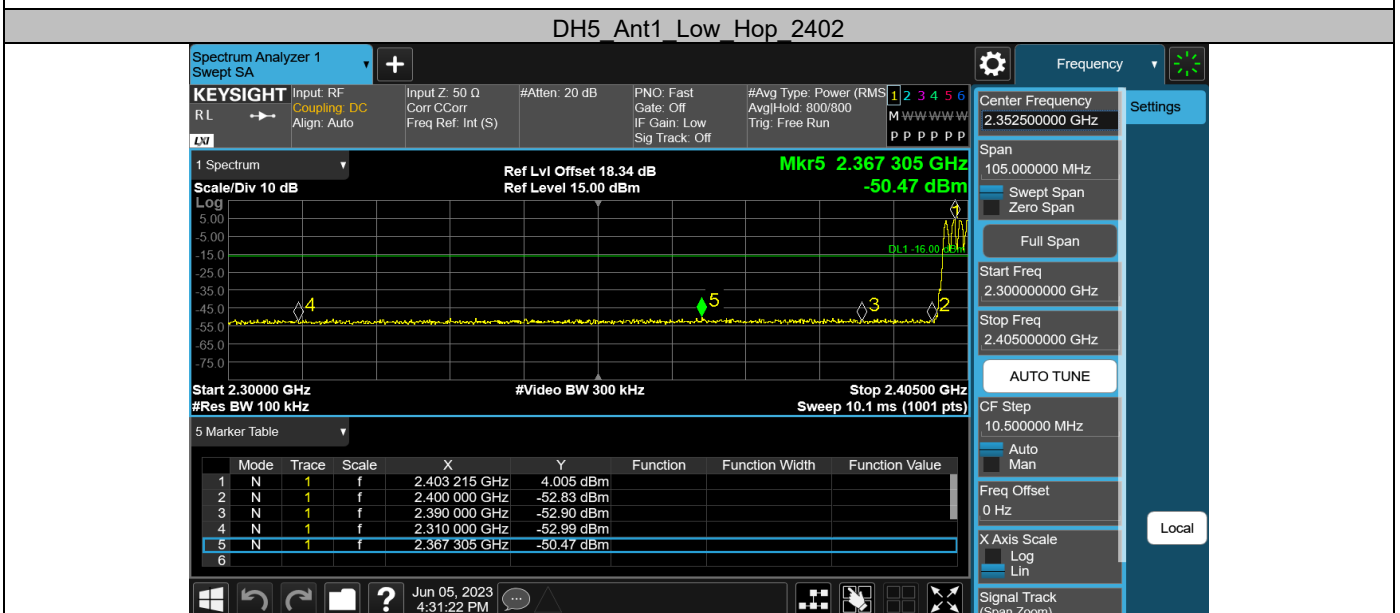 DH5_Ant1_Low_Hop_2402
Spectrum Analyzer 1
Swept SA
Frequency
KEYSIGHT
RL
LXI
Input: RF
Coupling: DC
Align: Auto
Input Z: 50 Ω
Corr CCorr
Freq Ref: Int (S)
#Atten: 20 dB
PNO: Fast
Gate: Off
IF Gain: Low
Sig Track: Off
#Avg Type: Power (RMS
Avg|Hold: 800/800
Trig: Free Run
1 2 3 4 5 6
M W W W W W
P P P P P P
1 Spectrum
Scale/Div 10 dB
Log
Ref Lvl Offset 18.34 dB
Ref Level 15.00 dBm
Mkr5 2.367 305 GHz
-50.47 dBm
5.00
-5.00
-15.0
-25.0
-35.0
-45.0
-55.0
-65.0
-75.0
DL1 -16.00 dBm
1
4
5
3
2
Start 2.30000 GHz
#Res BW 100 kHz
#Video BW 300 kHz
Stop 2.40500 GHz
Sweep 10.1 ms (1001 pts)
5 Marker Table
Mode Trace Scale X Y Function Function Width Function Value
1 N 1 f 2.403 215 GHz 4.005 dBm
2 N 1 f 2.400 000 GHz -52.83 dBm
3 N 1 f 2.390 000 GHz -52.90 dBm
4 N 1 f 2.310 000 GHz -52.99 dBm
5 N 1 f 2.367 305 GHz -50.47 dBm
6
Jun 05, 2023
4:31:22 PM
Center Frequency
2.352500000 GHz
Settings
Span
105.000000 MHz
Swept Span
Zero Span
Full Span
Start Freq
2.300000000 GHz
Stop Freq
2.405000000 GHz
AUTO TUNE
CF Step
10.500000 MHz
Auto
Man
Freq Offset
0 Hz
Local
X Axis Scale
Log
Lin
Signal Track
(Span Zoom)